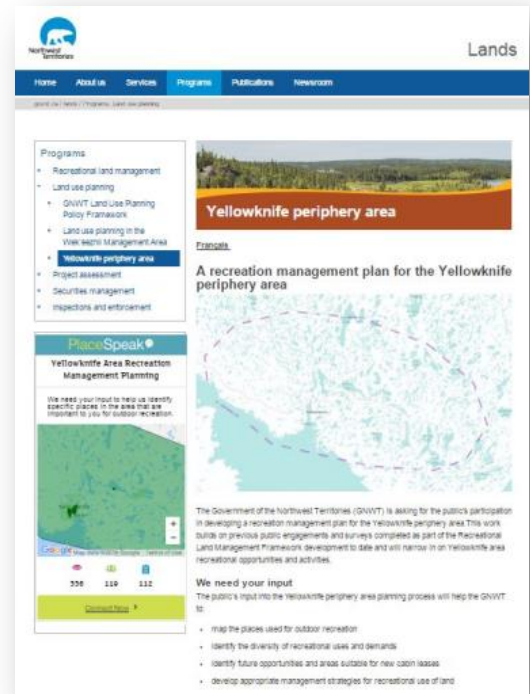 Northwest
Territories
Lands
Home About us Services Programs Publications Newsroom
Programs
Recreational land management
Land use planning
GNWT Land Use Planning
Policy Framework
Land use planning in the
Wek'eezhii Management Area
Yellowknife periphery area
Project assessment
Securities management
Inspections and enforcement
PlaceSpeak
Yellowknife Area Recreation
Management Planning
We need your input to help us identify
specific places in the area that are
important to you for outdoor recreation.
+
-
Google
Terms of Use
556 119 112
Connect Now
Yellowknife periphery area
Français
A recreation management plan for the Yellowknife
periphery area
The Government of the Northwest Territories (GNWT) is asking for the public's participation
in developing a recreation management plan for the Yellowknife periphery area This work
builds on previous public engagements and surveys completed as part of the Recreational
Land Management Framework development to date and will narrow in on Yellowknife area
recreational opportunities and activities.
We need your input
The public's input into the Yellowknife periphery area planning process will help the GNWT
to:
map the places used for outdoor recreation
identify the diversity of recreational uses and demands
identify future opportunities and areas suitable for new cabin leases
develop appropriate management strategies for recreational use of land